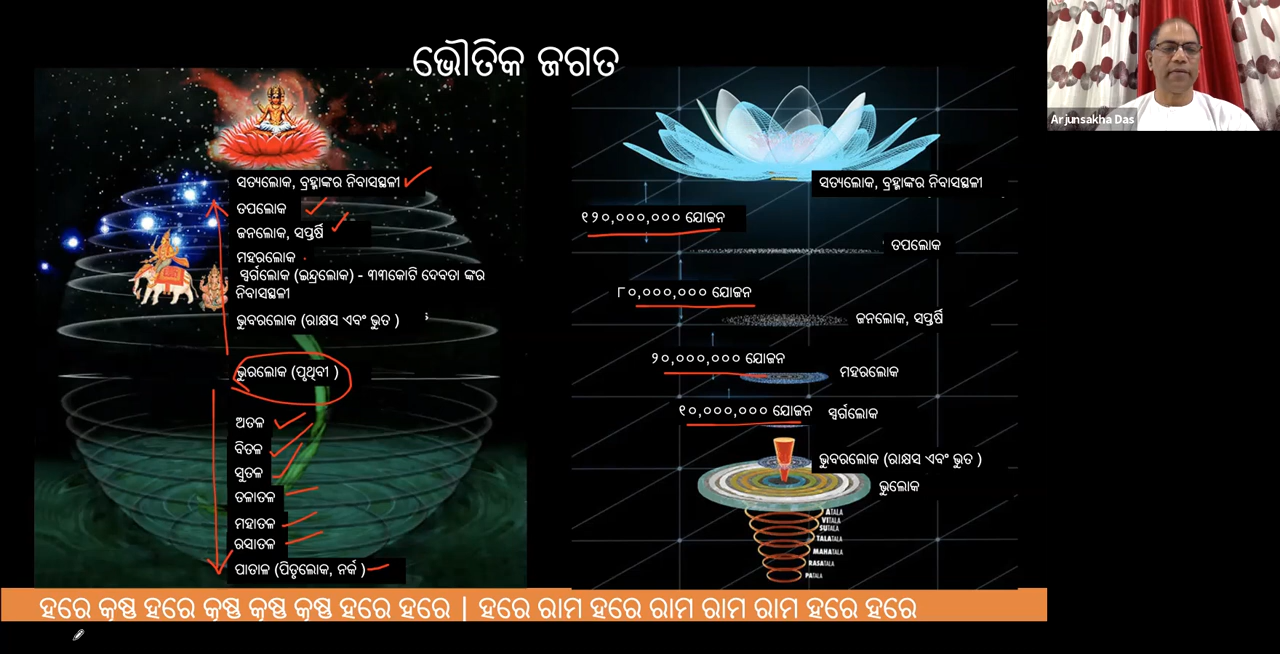 ଭୌତିକ ଜଗତ
Arjunsakha Das
ସତ୍ୟଲୋକ, ବ୍ରହ୍ମାଙ୍କର ନିବାସସ୍ଥଳୀ
ତପଲୋକ
ଜନଲୋକ, ସପ୍ତର୍ଷି
ମହରଲୋକ
ସ୍ଵର୍ଗଲୋକ (ଇନ୍ଦ୍ରଲୋକ) - ୩୩କୋଟି ଦେବତା ଙ୍କର
ନିବାସସ୍ଥଳୀ
ଭୁବରଲୋକ (ରାକ୍ଷସ ଏବଂ ଭୁତ )
ଭୁରଲୋକ (ପୃଥିବୀ )
ଅତଳ
ବିତଳ
ସୁତଳ
ତଳାତଳ
ମହାତଳ
ରସାତଳ
ପାତାଳ (ପିତୃଲୋକ, ନର୍କ )
ସତ୍ୟଲୋକ, ବ୍ରହ୍ମାଙ୍କର ନିବାସସ୍ଥଳୀ
୧୨୦,୦୦୦,୦୦୦ ଯୋଜନ
ତପଲୋକ
୮୦,୦୦୦,୦୦୦ ଯୋଜନ
ଜନଲୋକ, ସପ୍ତର୍ଷି
୨୦,୦୦୦,୦୦୦ ଯୋଜନ
ମହରଲୋକ
୧୦,୦୦୦,୦୦୦ ଯୋଜନ
ସ୍ଵର୍ଗଲୋକ
ଭୁବରଲୋକ (ରାକ୍ଷସ ଏବଂ ଭୁତ )
ଭୁଲୋକ
ATALA
VITALA
SUTALA
TALATALA
MAHATALA
RASATALA
PATALA
ହରେ କୃଷ୍ଣ ହରେ କୃଷ୍ଣ କୃଷ୍ଣ କୃଷ୍ଣ ହରେ ହରେ | ହରେ ରାମ ହରେ ରାମ ରାମ ରାମ ହରେ ହରେ